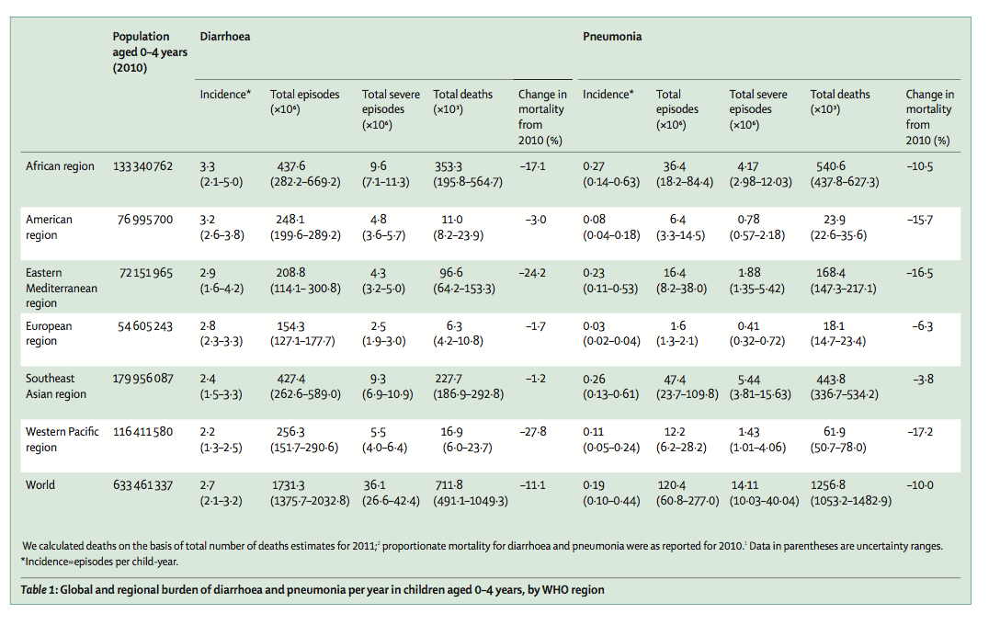 Population aged 0–4 years (2010) Diarrhoea Pneumonia
Incidence* Total episodes (×10⁶) Total severe episodes (×10⁶) Total deaths (×10³) Change in mortality from 2010 (%) Incidence* Total episodes (×10⁶) Total severe episodes (×10⁶) Total deaths (×10³) Change in mortality from 2010 (%)
African region 133 340 762 3·3 437·6 9·6 353·3 –17·1 0·27 36·4 4·17 540·6 –10·5
(2·1–5·0) (282·2–669·2) (7·1–11·3) (195·8–564·7) (0·14–0·63) (18·2–84·4) (2·98–12·03) (437·8–627·3)
American 76 995 700 3·2 248·1 4·8 11·0 –3·0 0·08 6·4 0·78 23·9 –15·7
region (2·6–3·8) (199·6–289·2) (3·6–5·7) (8·2–23·9) (0·04–0·18) (3·3–14·5) (0·57–2·18) (22·6–35·6)
Eastern 72 151 965 2·9 208·8 4·3 96·6 –24·2 0·23 16·4 1·88 168·4 –16·5
Mediterranean (1·6–4·2) (114·1– 300·8) (3·2–5·0) (64·2–153·3) (0·11–0·53) (8·2–38·0) (1·35–5·42) (147·3–217·1)
region
European 54 605 243 2·8 154·3 2·5 6·3 –1·7 0·03 1·6 0·41 18·1 –6·3
region (2·3–3·3) (127·1–177·7) (1·9–3·0) (4·2–10·8) (0·02–0·04) (1·3–2·1) (0·32–0·72) (14·7–23·4)
Southeast 179 956 087 2·4 427·4 9·3 227·7 –1·2 0·26 47·4 5·44 443·8 –3·8
Asian region (1·5–3·3) (262·6–589·0) (6·9–10·9) (186·9–292·8) (0·13–0·61) (23·7–109·8) (3·81–15·63) (336·7–534·2)
Western Pacific 116 411 580 2·2 256·3 5·5 16·9 –27·8 0·11 12·2 1·43 61·9 –17·2
region (1·3–2·5) (151·7–290·6) (4·0–6·4) (6·0–23·7) (0·05–0·24) (6·2–28·2) (1·01–4·06) (50·7–78·0)
World 633 461 337 2·7 1731·3 36·1 711·8 –11·1 0·19 120·4 14·11 1256·8 –10·0
(2·1–3·2) (1375·7–2032·8) (26·6–42·4) (491·1–1049·3) (0·10–0·44) (60·8–277·0) (10·03–40·04) (1053·2–1482·9)
We calculated deaths on the basis of total number of deaths estimates for 2011;² proportionate mortality for diarrhoea and pneumonia were as reported for 2010.¹ Data in parentheses are uncertainty ranges.
*Incidence=episodes per child-year.
Table 1: Global and regional burden of diarrhoea and pneumonia per year in children aged 0–4 years, by WHO region